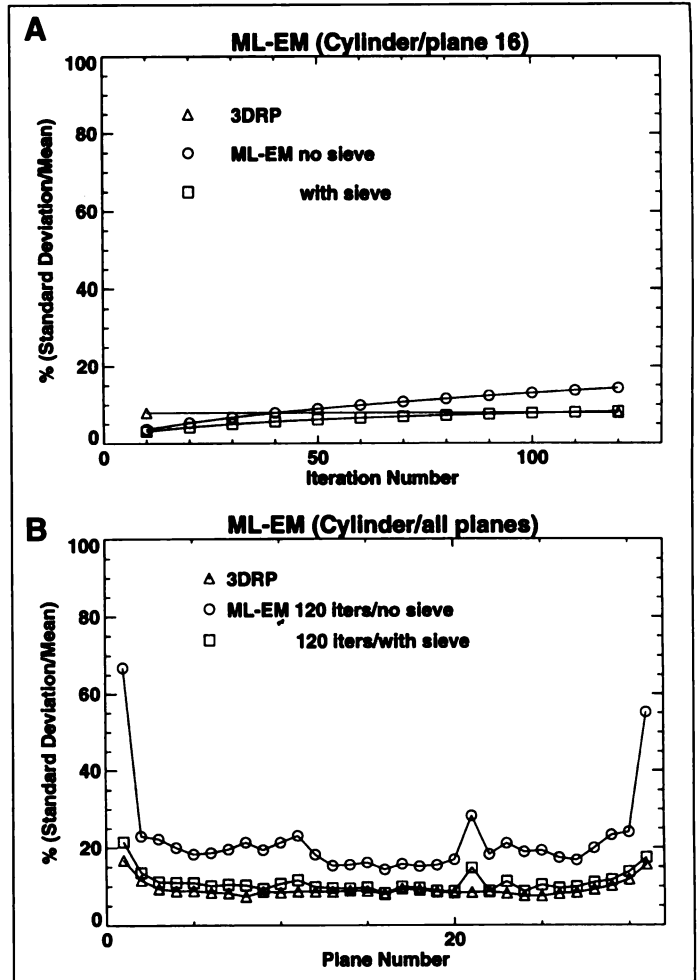 A
ML-EM (Cylinder/plane 16)
100
80
60
40
20
0
% (Standard Deviation/Mean)
3DRP
ML-EM no sieve
with sieve
0
50
100
Iteration Number
B
ML-EM (Cylinder/all planes)
100
80
60
40
20
0
% (Standard Deviation/Mean)
3DRP
ML-EM 120 iters/no sieve
120 iters/with sieve
0
20
Plane Number